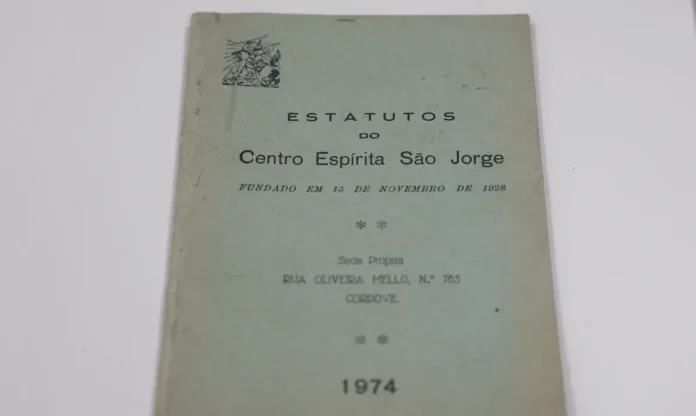 ESTATUTOS
DO
Centro Espírita São Jorge
FUNDADO EM 15 DE NOVEMBRO DE 1928
* *
Sede Propria
RUA OLIVEIRA MELLO, N.º 765
CORDOVIL
* *
1974